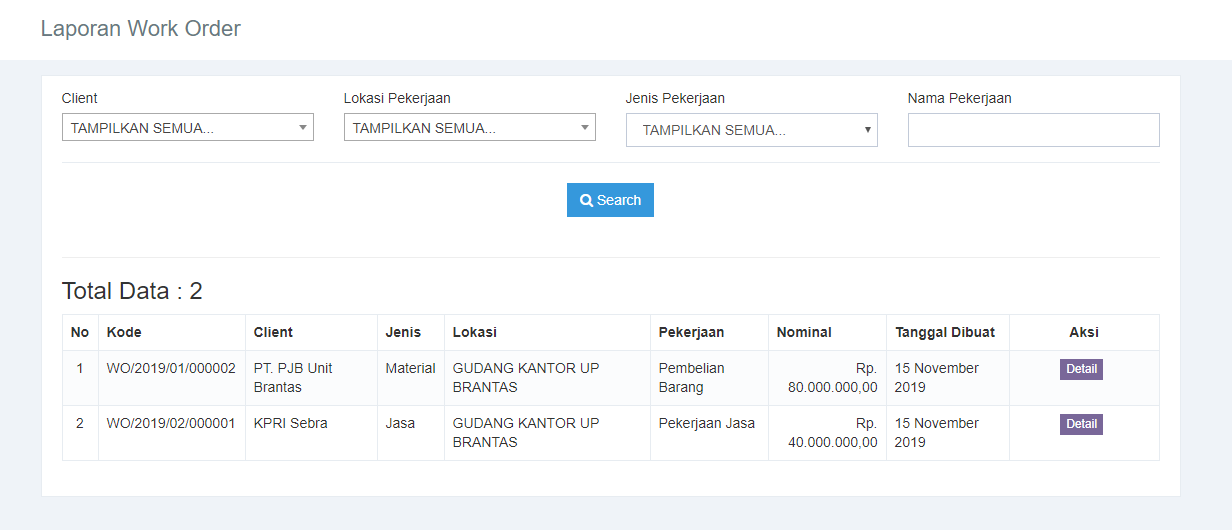 Laporan Work Order
Client Lokasi Pekerjaan Jenis Pekerjaan Nama Pekerjaan
TAMPILKAN SEMUA... TAMPILKAN SEMUA... TAMPILKAN SEMUA...
Search
Total Data : 2
No Kode Client Jenis Lokasi Pekerjaan Nominal Tanggal Dibuat Aksi
1 WO/2019/01/000002 PT. PJB Unit Material GUDANG KANTOR UP Pembelian Rp. 15 November Detail
Brantas BRANTAS Barang 80.000.000,00 2019
2 WO/2019/02/000001 KPRI Sebra Jasa GUDANG KANTOR UP Pekerjaan Jasa Rp. 15 November Detail
BRANTAS 40.000.000,00 2019